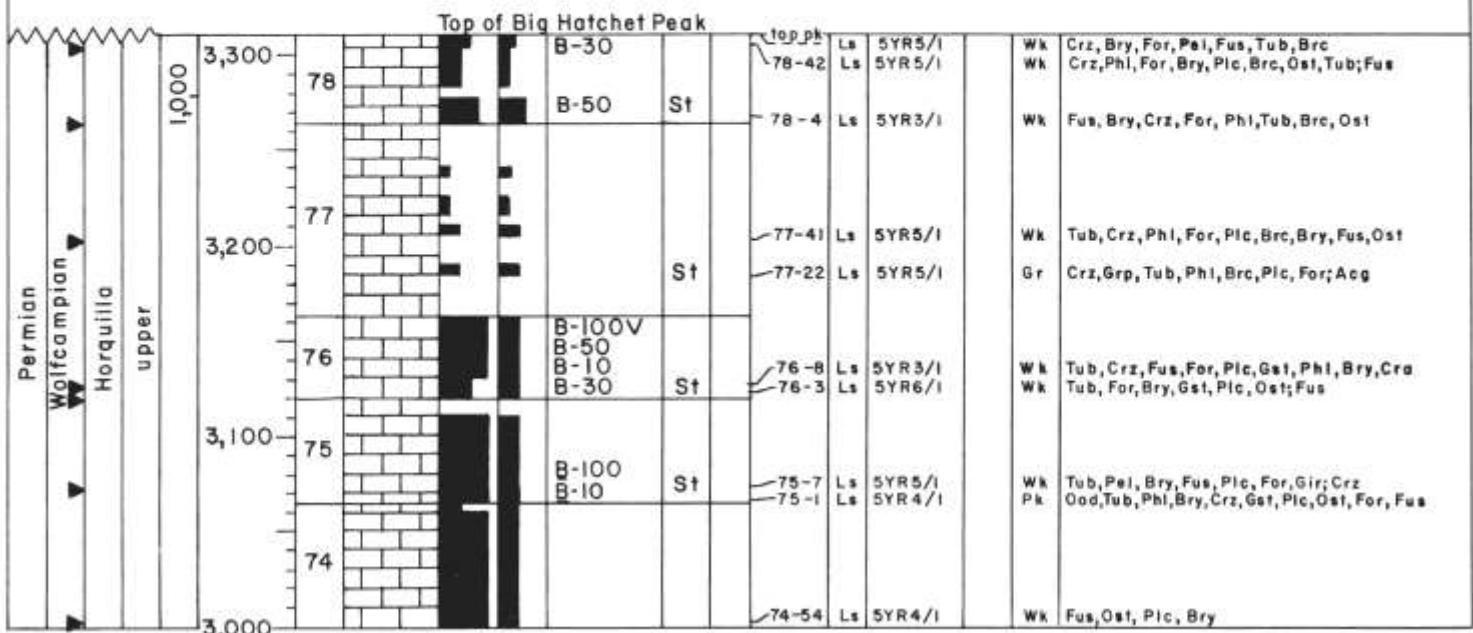 Top of Big Hatchet Peak
Permian
Wolfcampian
Horquilla
upper
1,000
3,300
3,200
3,100
3,000
78
77
76
75
74
B-30
B-50 St
St
B-100V
B-50
B-10
B-30 St
B-100
B-10 St
top pk Ls 5YR5/1 Wk Crz,Bry,For,Pel,Fus,Tub,Brc
78-42 Ls 5YR5/1 Wk Crz,Phl,For,Bry,Plc,Brc,Ost,Tub;Fus
78-4 Ls 5YR3/1 Wk Fus,Bry,Crz,For,Phl,Tub,Brc,Ost
77-41 Ls 5YR5/1 Wk Tub,Crz,Phl,For,Plc,Brc,Bry,Fus,Ost
77-22 Ls 5YR5/1 Gr Crz,Grp,Tub,Phl,Brc,Plc,For;Acg
76-8 Ls 5YR3/1 Wk Tub,Crz,Fus,For,Plc,Gst,Phl,Bry,Cra
76-3 Ls 5YR6/1 Wk Tub,For,Bry,Gst,Plc,Ost;Fus
75-7 Ls 5YR5/1 Wk Tub,Pel,Bry,Fus,Plc,For,Gir;Crz
75-1 Ls 5YR4/1 Pk Ood,Tub,Phl,Bry,Crz,Gst,Plc,Ost,For,Fus
74-54 Ls 5YR4/1 Wk Fus,Ost,Plc,Bry